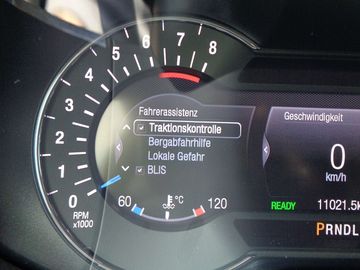 8
7
6
5
4
3
2
1
0
RPM
x1000
Fahrerassistenz
Traktionskontrolle
Bergabfahrhilfe
Lokale Gefahr
BLIS
60 °C 120
Geschwindigkeit
0
km/h
READY 11021.5k
PRNDL